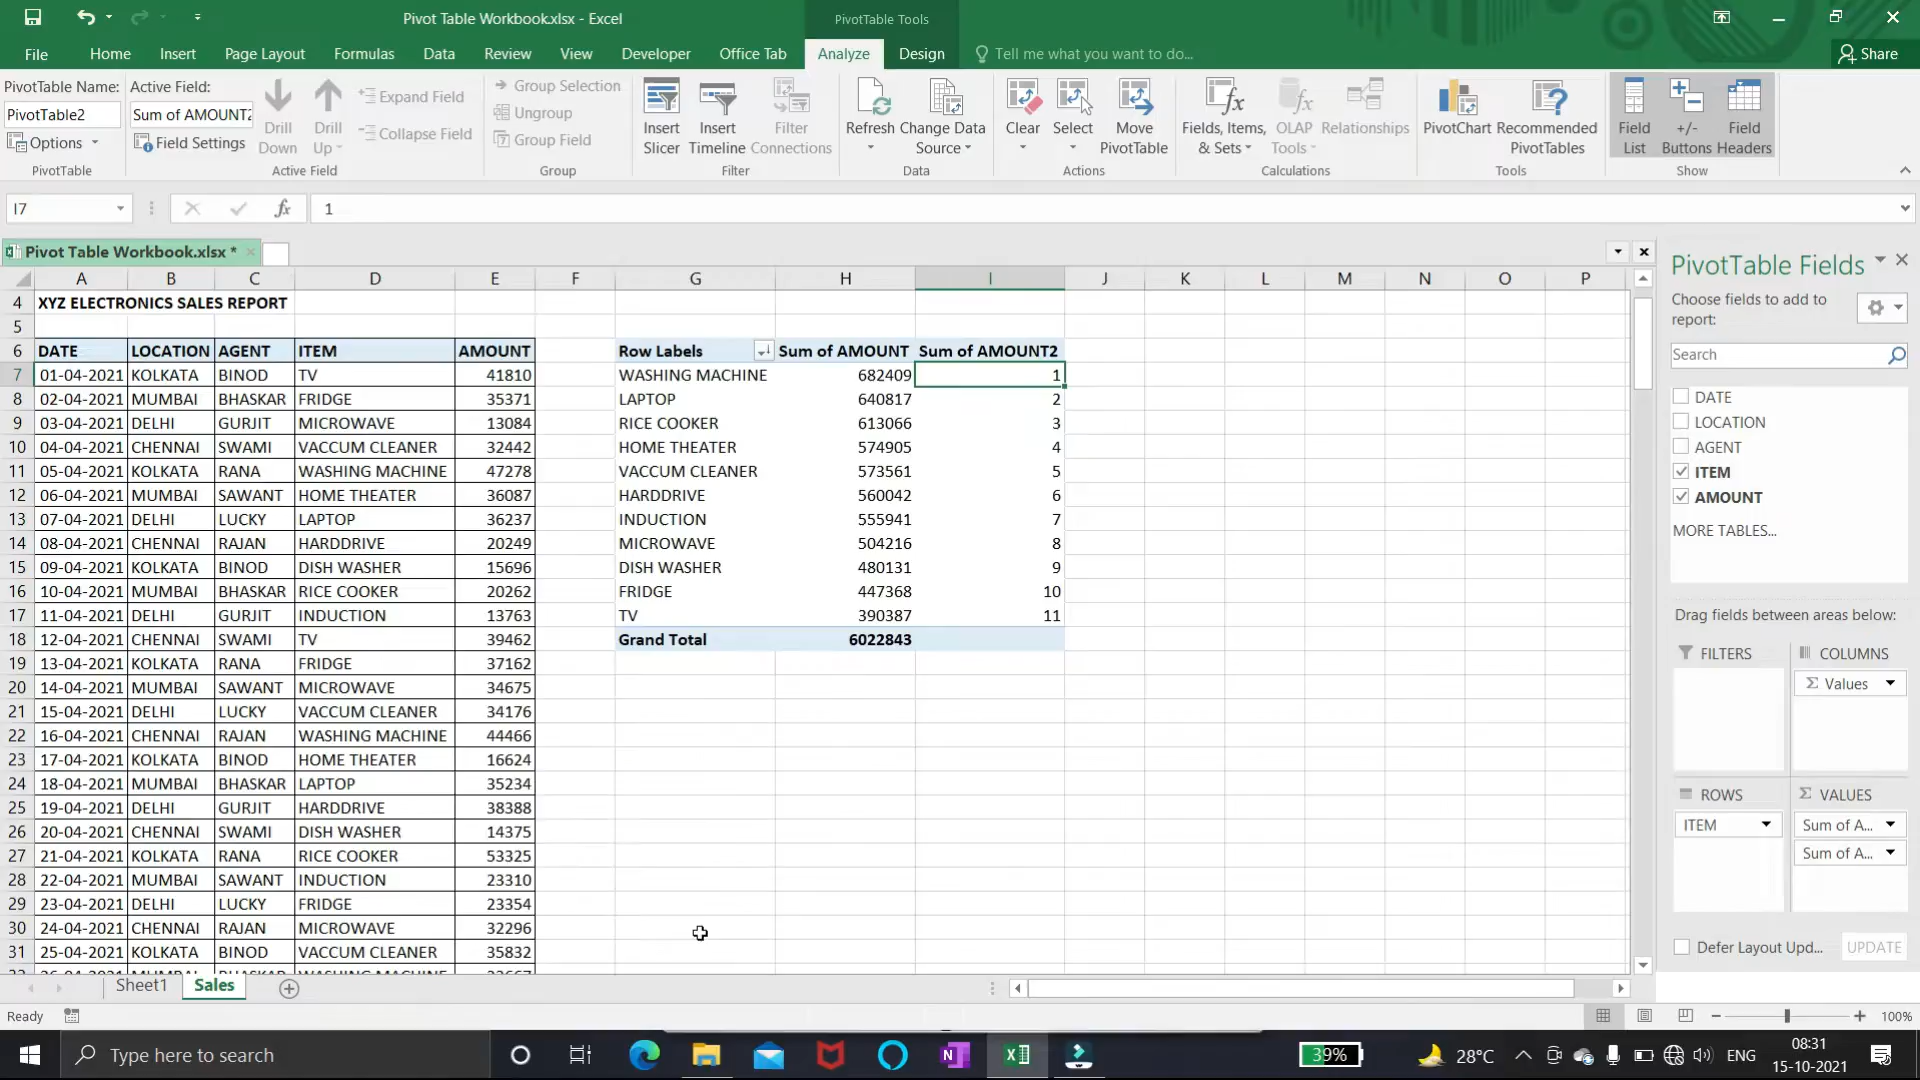 Pivot Table Workbook.xlsx - Excel
PivotTable Tools
File Home Insert Page Layout Formulas Data Review View Developer Office Tab Analyze Design Tell me what you want to do... Share
PivotTable Name:
PivotTable2
Options
PivotTable
Active Field:
Sum of AMOUNT2
Field Settings
Drill Down
Drill Up
Expand Field
Collapse Field
Active Field
Group Selection
Ungroup
Group Field
Group
Insert Slicer
Insert Timeline
Filter Connections
Filter
Refresh
Change Data Source
Data
Clear
Select
Move PivotTable
Actions
Fields, Items, & Sets
OLAP Tools
Relationships
Calculations
PivotChart
Recommended PivotTables
Tools
Field List
+/- Buttons
Field Headers
Show
I7 fx 1
Pivot Table Workbook.xlsx *
A B C D E F G H I J K L M N O P
4 XYZ ELECTRONICS SALES REPORT
5
6 DATE LOCATION AGENT ITEM AMOUNT Row Labels Sum of AMOUNT Sum of AMOUNT2
7 01-04-2021 KOLKATA BINOD TV 41810 WASHING MACHINE 682409 1
8 02-04-2021 MUMBAI BHASKAR FRIDGE 35371 LAPTOP 640817 2
9 03-04-2021 DELHI GURJIT MICROWAVE 13084 RICE COOKER 613066 3
10 04-04-2021 CHENNAI SWAMI VACCUM CLEANER 32442 HOME THEATER 574905 4
11 05-04-2021 KOLKATA RANA WASHING MACHINE 47278 VACCUM CLEANER 573561 5
12 06-04-2021 MUMBAI SAWANT HOME THEATER 36087 HARDDRIVE 560042 6
13 07-04-2021 DELHI LUCKY LAPTOP 36237 INDUCTION 555941 7
14 08-04-2021 CHENNAI RAJAN HARDDRIVE 20249 MICROWAVE 504216 8
15 09-04-2021 KOLKATA BINOD DISH WASHER 15696 DISH WASHER 480131 9
16 10-04-2021 MUMBAI BHASKAR RICE COOKER 20262 FRIDGE 447368 10
17 11-04-2021 DELHI GURJIT INDUCTION 13763 TV 390387 11
18 12-04-2021 CHENNAI SWAMI TV 39462 Grand Total 6022843
19 13-04-2021 KOLKATA RANA FRIDGE 37162
20 14-04-2021 MUMBAI SAWANT MICROWAVE 34675
21 15-04-2021 DELHI LUCKY VACCUM CLEANER 34176
22 16-04-2021 CHENNAI RAJAN WASHING MACHINE 44466
23 17-04-2021 KOLKATA BINOD HOME THEATER 16624
24 18-04-2021 MUMBAI BHASKAR LAPTOP 35234
25 19-04-2021 DELHI GURJIT HARDDRIVE 38388
26 20-04-2021 CHENNAI SWAMI DISH WASHER 14375
27 21-04-2021 KOLKATA RANA RICE COOKER 53325
28 22-04-2021 MUMBAI SAWANT INDUCTION 23310
29 23-04-2021 DELHI LUCKY FRIDGE 23354
30 24-04-2021 CHENNAI RAJAN MICROWAVE 32296
31 25-04-2021 KOLKATA BINOD VACCUM CLEANER 35832
PivotTable Fields
Choose fields to add to report:
Search
DATE
LOCATION
AGENT
ITEM
AMOUNT
MORE TABLES...
Drag fields between areas below:
FILTERS
COLUMNS
Σ Values
ROWS
ITEM
Σ VALUES
Sum of A...
Sum of A...
Defer Layout Upd...
UPDATE
Sheet1 Sales
Ready
100%
Type here to search
39%
28°C
ENG
08:31
15-10-2021